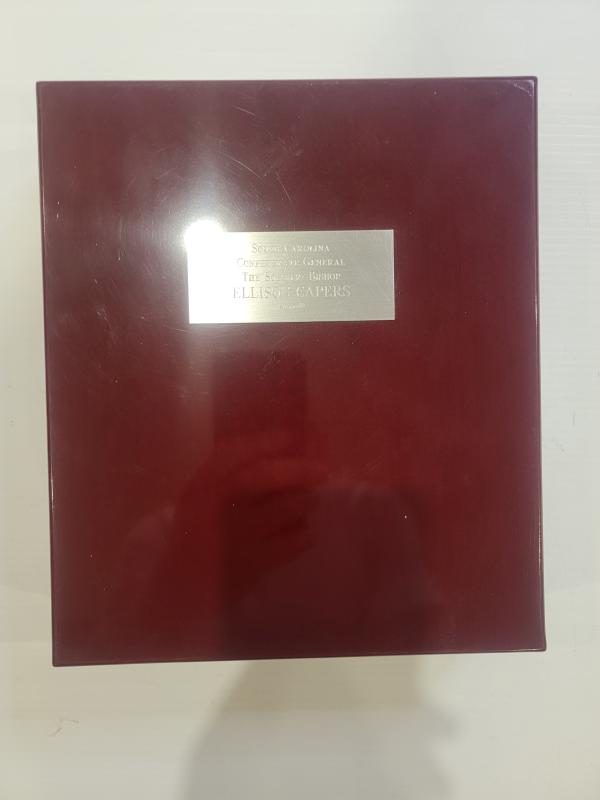 South Carolina
Confederate General
The Soldier Bishop
ELLISON CAPERS